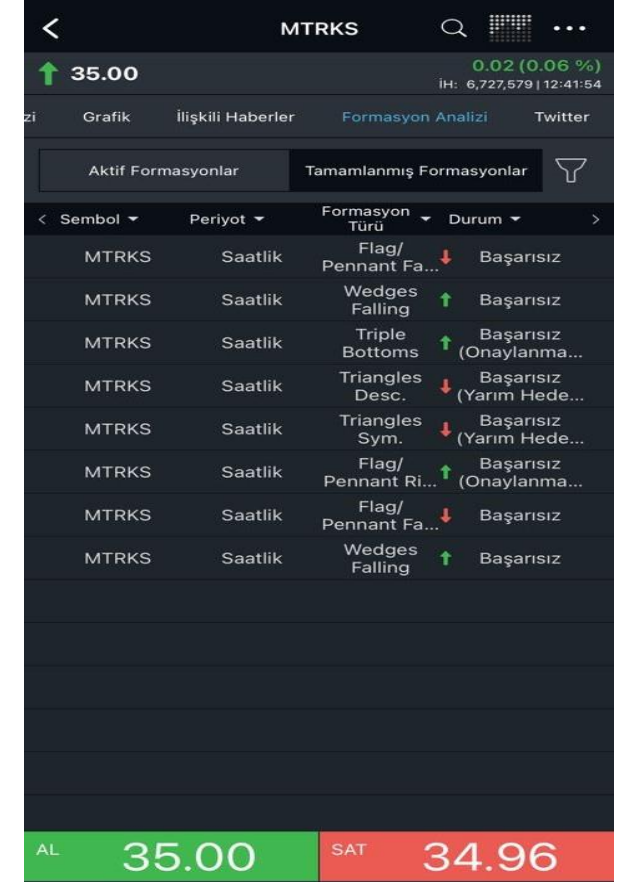 MTRKS
35.00
0.02 (0.06 %)
İH: 6,727,579 | 12:41:54
zi Grafik İlişkili Haberler Formasyon Analizi Twitter
Aktif Formasyonlar Tamamlanmış Formasyonlar
Sembol Periyot Formasyon Türü Durum
MTRKS Saatlik Flag/ Pennant Fa... Başarısız
MTRKS Saatlik Wedges Falling Başarısız
MTRKS Saatlik Triple Bottoms Başarısız (Onaylanma...
MTRKS Saatlik Triangles Desc. Başarısız (Yarım Hede...
MTRKS Saatlik Triangles Sym. Başarısız (Yarım Hede...
MTRKS Saatlik Flag/ Pennant Ri... Başarısız (Onaylanma...
MTRKS Saatlik Flag/ Pennant Fa... Başarısız
MTRKS Saatlik Wedges Falling Başarısız
AL 35.00 SAT 34.96